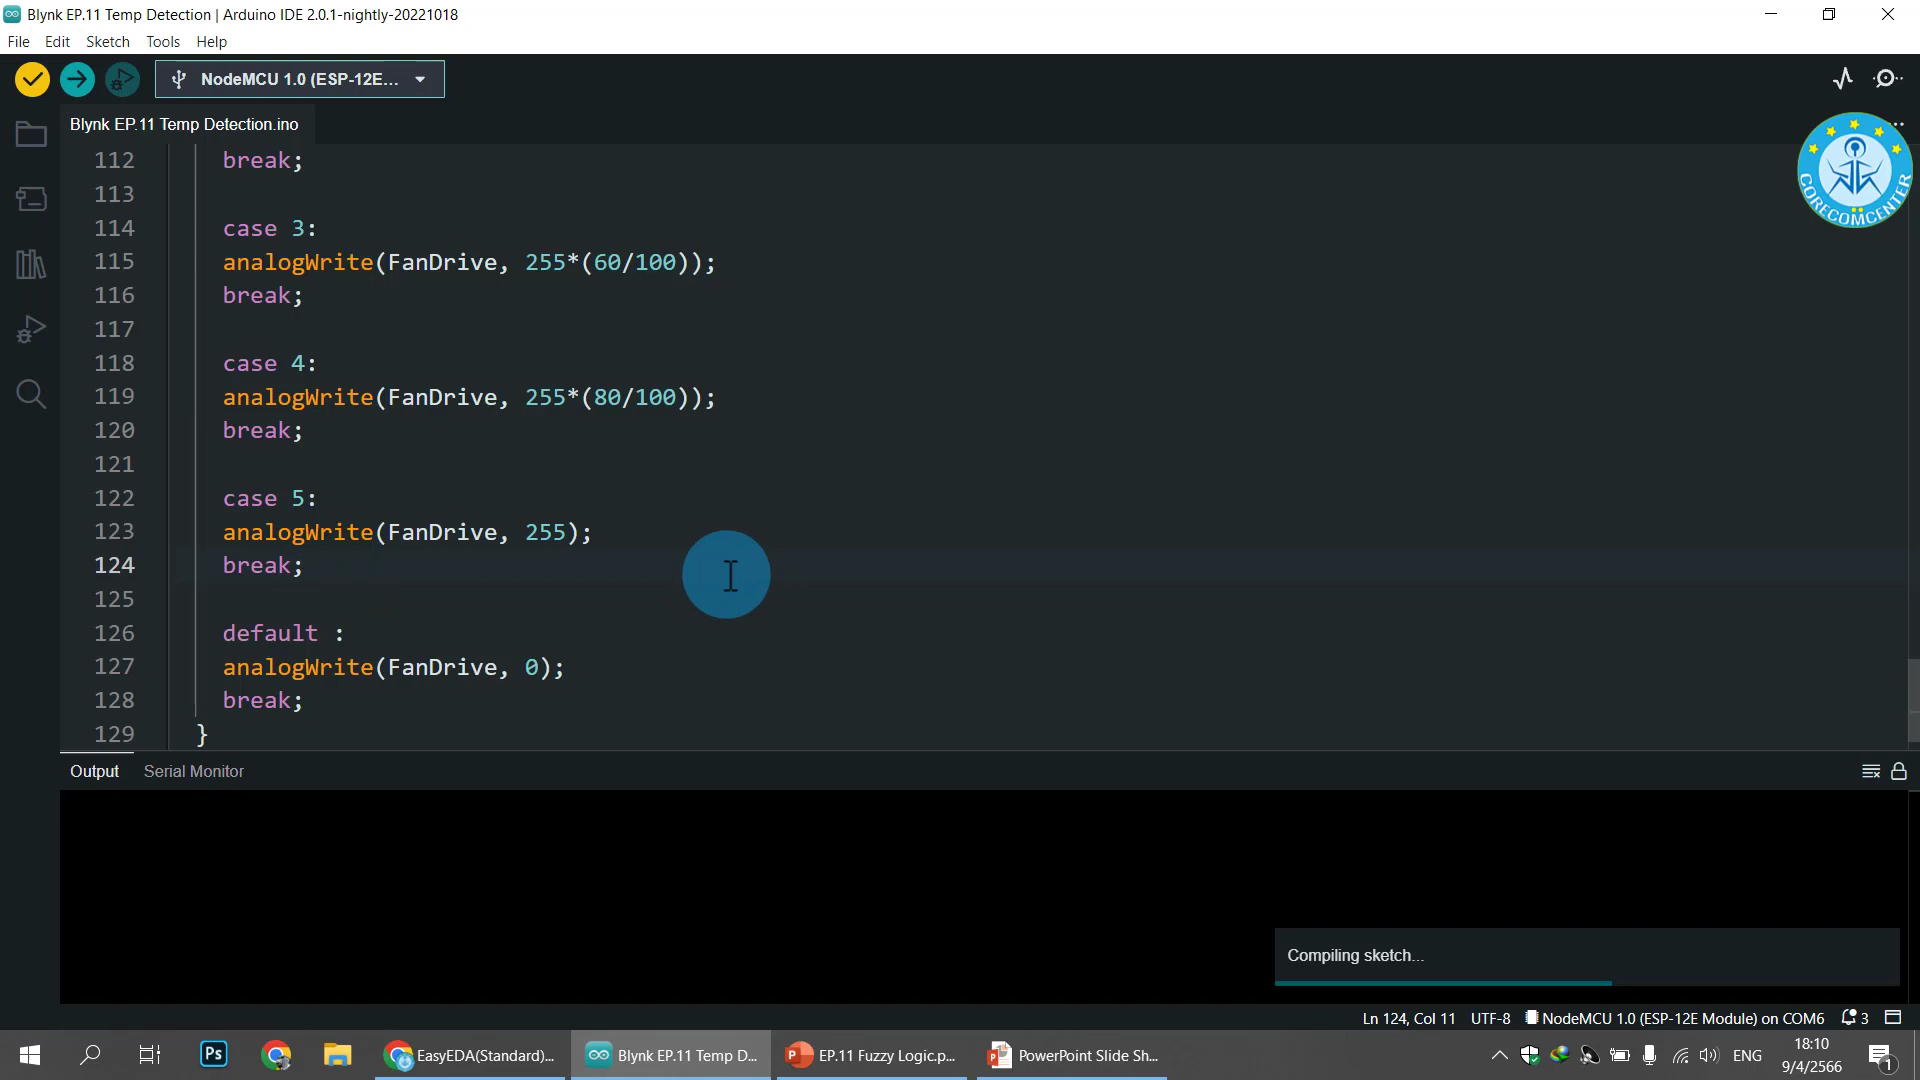 Blynk EP.11 Temp Detection | Arduino IDE 2.0.1-nightly-20221018
File Edit Sketch Tools Help
NodeMCU 1.0 (ESP-12E...
Blynk EP.11 Temp Detection.ino
CORECOMCENTER
112 break;
113
114 case 3:
115 analogWrite(FanDrive, 255*(60/100));
116 break;
117
118 case 4:
119 analogWrite(FanDrive, 255*(80/100));
120 break;
121
122 case 5:
123 analogWrite(FanDrive, 255);
124 break;
125
126 default :
127 analogWrite(FanDrive, 0);
128 break;
129 }
Output Serial Monitor
Compiling sketch...
Ln 124, Col 11 UTF-8 NodeMCU 1.0 (ESP-12E Module) on COM6 3
Ps EasyEDA(Standard)... Blynk EP.11 Temp D... EP.11 Fuzzy Logic.p... PowerPoint Slide Sh... ENG 18:10
9/4/2566 1